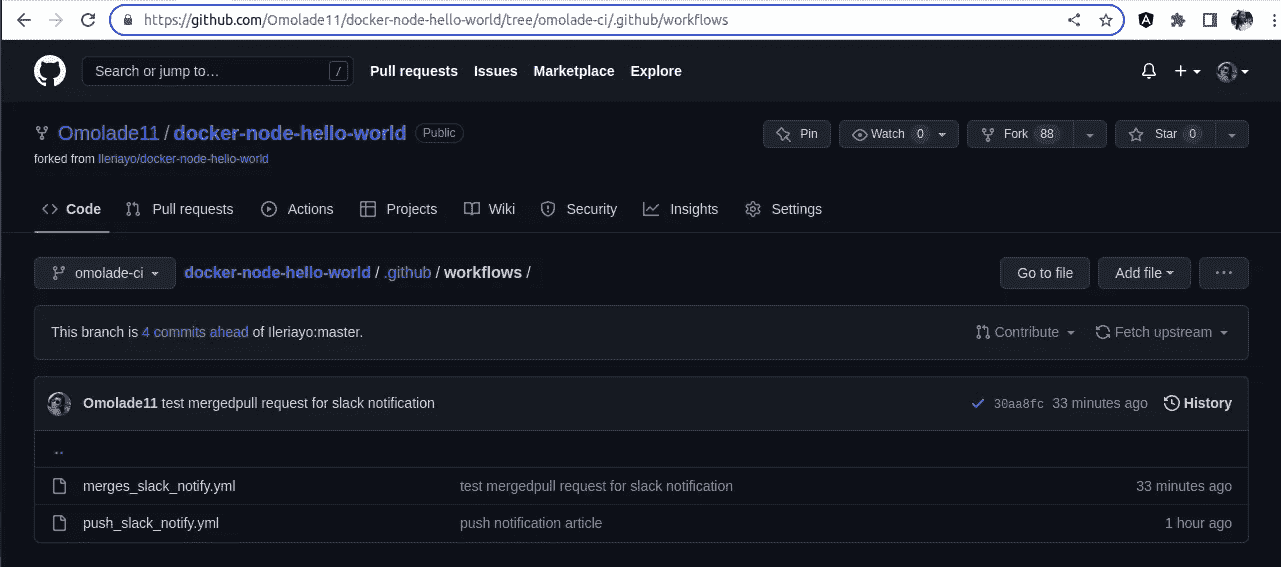 https://github.com/Omolade11/docker-node-hello-world/tree/omolade-ci/.github/workflows
Search or jump to… / Pull requests Issues Marketplace Explore
Omolade11 / docker-node-hello-world Public Pin Watch 0 Fork 88 Star 0
forked from Ileriayo/docker-node-hello-world
Code Pull requests Actions Projects Wiki Security Insights Settings
omolade-ci docker-node-hello-world / .github / workflows / Go to file Add file ···
This branch is 4 commits ahead of Ileriayo:master. Contribute Fetch upstream
Omolade11 test mergedpull request for slack notification 30aa8fc 33 minutes ago History
..
merges_slack_notify.yml test mergedpull request for slack notification 33 minutes ago
push_slack_notify.yml push notification article 1 hour ago